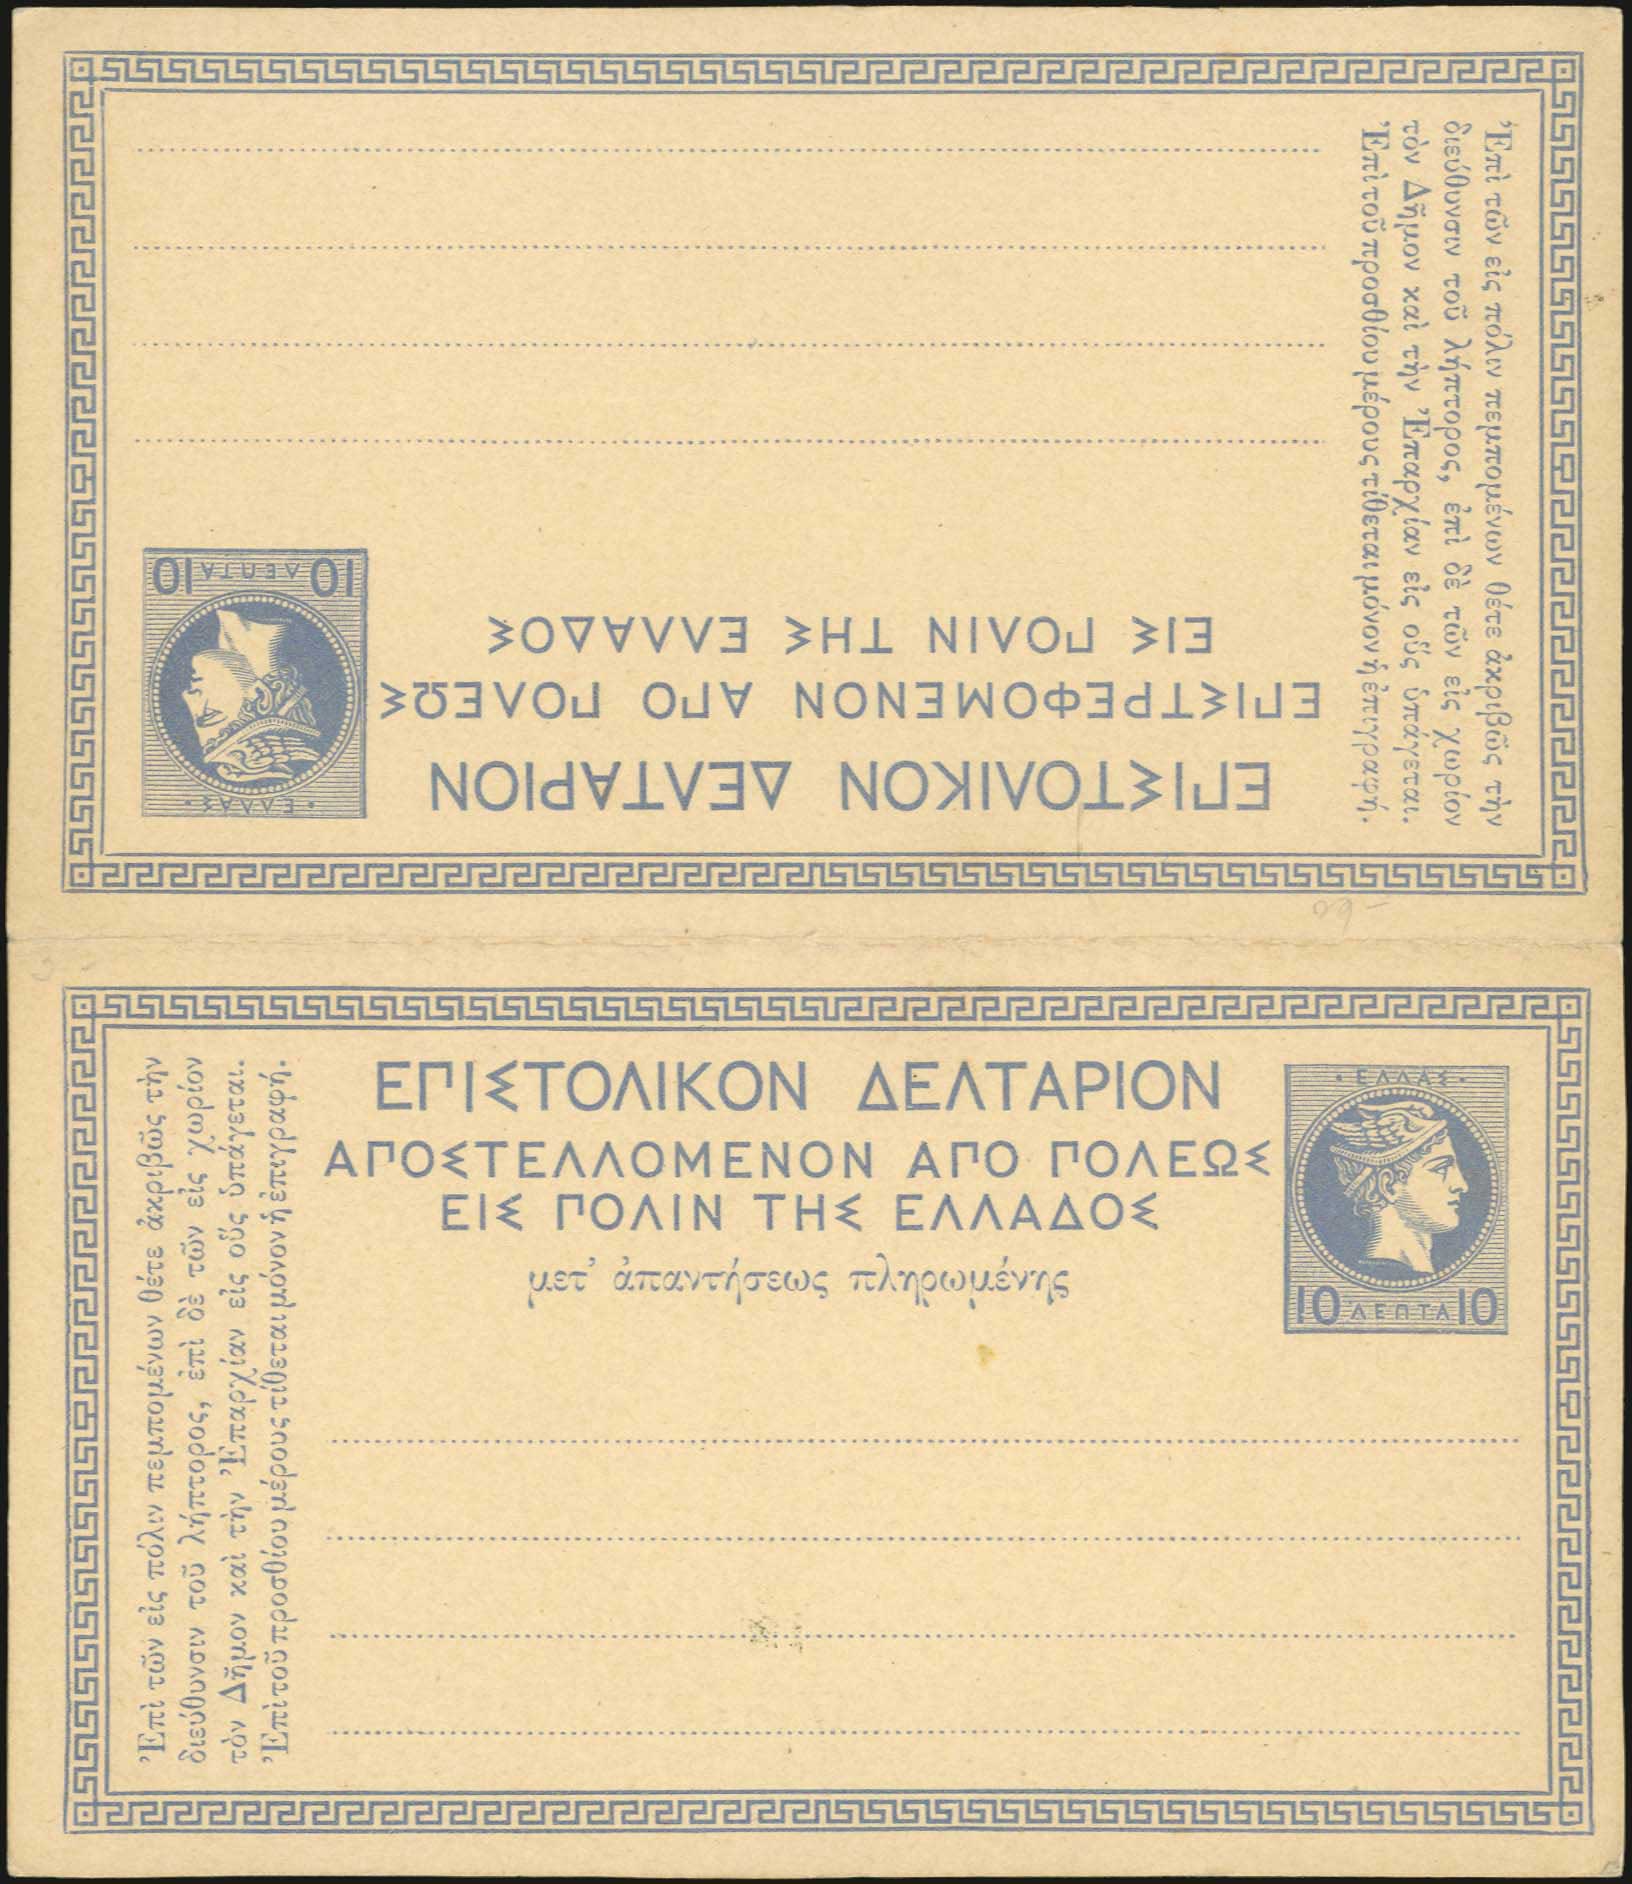 Ἐπὶ τῶν εἰς πόλιν πεμπομένων θέτε ἀκριβῶς τὴν
διεύθυνσιν τοῦ λήπτορος, ἐπὶ δὲ τῶν εἰς χωρίον
τὸν Δῆμον καὶ τὴν Ἐπαρχίαν εἰς οὓς ὑπάγεται.
Ἐπὶ τοῦ προσθίου μέρους τίθεται μόνον ἡ ἐπιγραφή.
ΕΠΙΣΤΟΛΙΚΟΝ ΔΕΛΤΑΡΙΟΝ
ΕΠΙΣΤΡΕΦΟΜΕΝΟΝ ΑΠΟ ΠΟΛΕΩΣ
ΕΙΣ ΠΟΛΙΝ ΤΗΣ ΕΛΛΑΔΟΣ
· ΕΛΛΑΣ ·
10 ΛΕΠΤΑ 10
Ἐπὶ τῶν εἰς πόλιν πεμπομένων θέτε ἀκριβῶς τὴν
διεύθυνσιν τοῦ λήπτορος, ἐπὶ δὲ τῶν εἰς χωρίον
τὸν Δῆμον καὶ τὴν Ἐπαρχίαν εἰς οὓς ὑπάγεται.
Ἐπὶ τοῦ προσθίου μέρους τίθεται μόνον ἡ ἐπιγραφή.
ΕΠΙΣΤΟΛΙΚΟΝ ΔΕΛΤΑΡΙΟΝ
ΑΠΟΣΤΕΛΛΟΜΕΝΟΝ ΑΠΟ ΠΟΛΕΩΣ
ΕΙΣ ΠΟΛΙΝ ΤΗΣ ΕΛΛΑΔΟΣ
μετ' ἀπαντήσεως πληρωμένης
· ΕΛΛΑΣ ·
10 ΛΕΠΤΑ 10